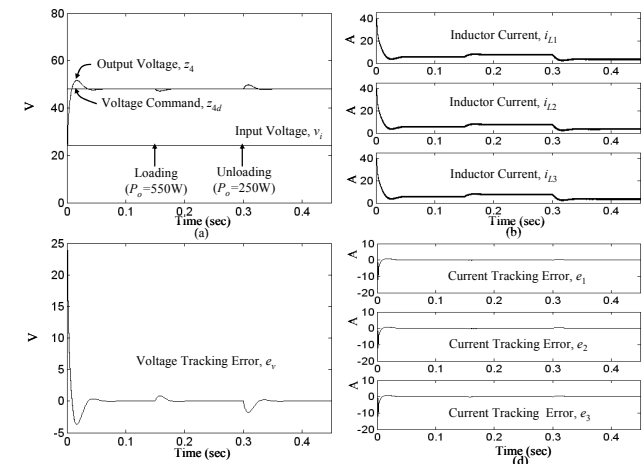 80
60
40
20
0
V
Output Voltage, z4
Voltage Command, z4d
Input Voltage, vi
Loading
(Po=550W)
Unloading
(Po=250W)
0 0.1 0.2 0.3 0.4
Time (sec)
(a)
40
20
0
A
Inductor Current, iL1
0 0.1 0.2 0.3 0.4
40
20
0
A
Inductor Current, iL2
0 0.1 0.2 0.3 0.4
40
20
0
A
Inductor Current, iL3
0 0.1 0.2 0.3 0.4
Time (sec)
(b)
25
20
15
10
5
0
-5
V
Voltage Tracking Error, ev
0 0.1 0.2 0.3 0.4
Time (sec)
10
0
-10
-20
A
Current Tracking Error, e1
0 0.1 0.2 0.3 0.4
10
0
-10
-20
A
Current Tracking Error, e2
0 0.1 0.2 0.3 0.4
10
0
-10
-20
A
Current Tracking Error, e3
0 0.1 0.2 0.3 0.4
Time (sec)
(d)